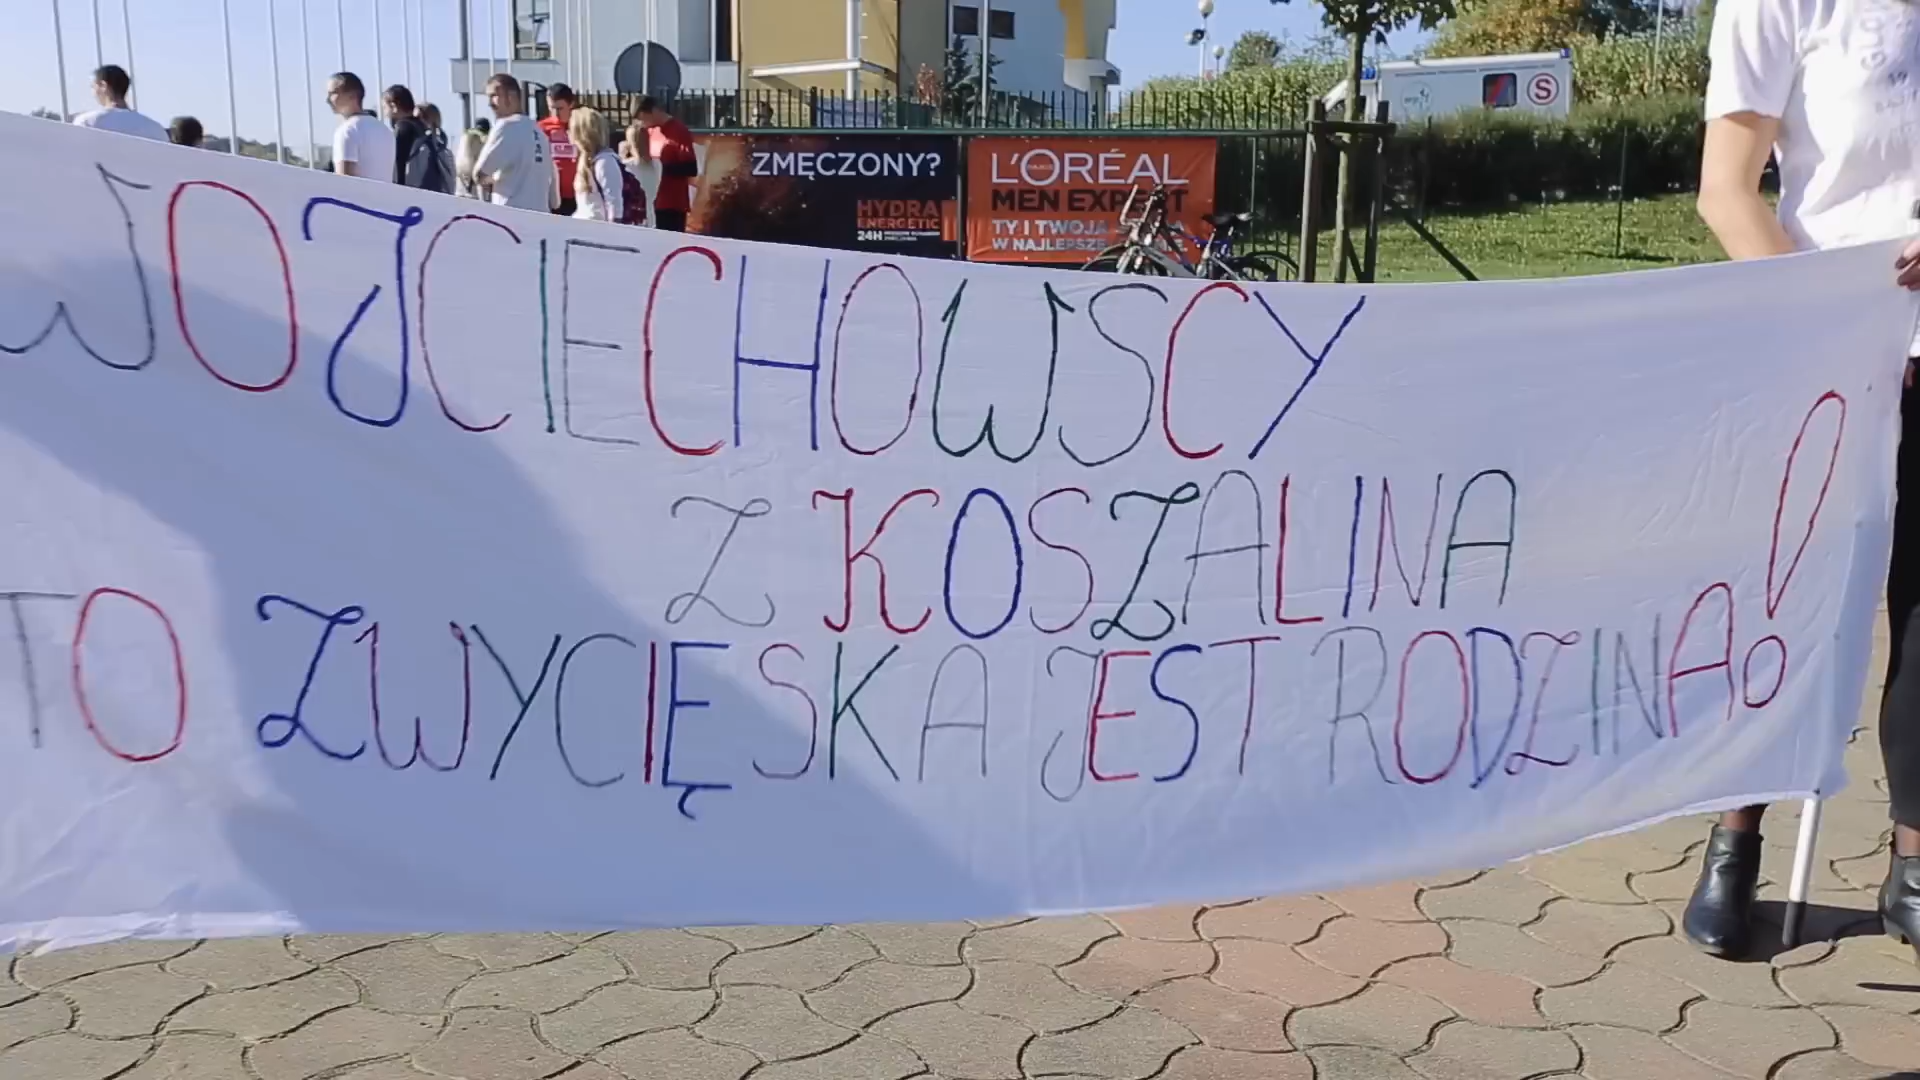 ZMĘCZONY?
HYDRA
ENERGETIC
24H
L'ORÉAL
MEN EXPERT
TY I TWOJA
W NAJLEPSZE
S
WOJCIECHOWSCY
Z KOSZALINA
TO ZWYCIĘSKA JEST RODZINA!